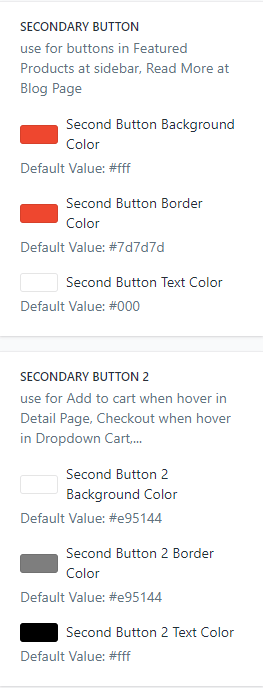 SECONDARY BUTTON
use for buttons in Featured
Products at sidebar, Read More at
Blog Page
Second Button Background
Color
Default Value: #fff
Second Button Border
Color
Default Value: #7d7d7d
Second Button Text Color
Default Value: #000
SECONDARY BUTTON 2
use for Add to cart when hover in
Detail Page, Checkout when hover
in Dropdown Cart,...
Second Button 2
Background Color
Default Value: #e95144
Second Button 2 Border
Color
Default Value: #e95144
Second Button 2 Text Color
Default Value: #fff